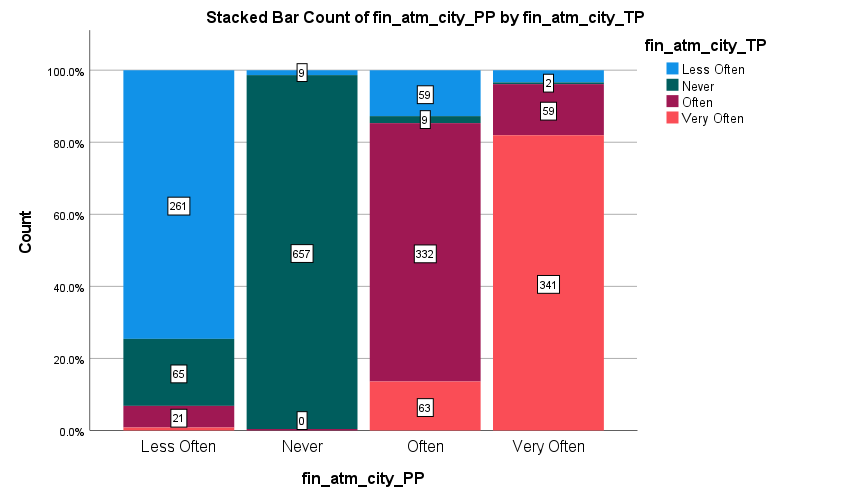 Stacked Bar Count of fin_atm_city_PP by fin_atm_city_TP
fin_atm_city_TP
Less Often
Never
Often
Very Often
Count
100.0%
80.0%
60.0%
40.0%
20.0%
0.0%
261
65
21
9
657
0
59
9
332
63
2
59
341
Less Often
Never
Often
Very Often
fin_atm_city_PP